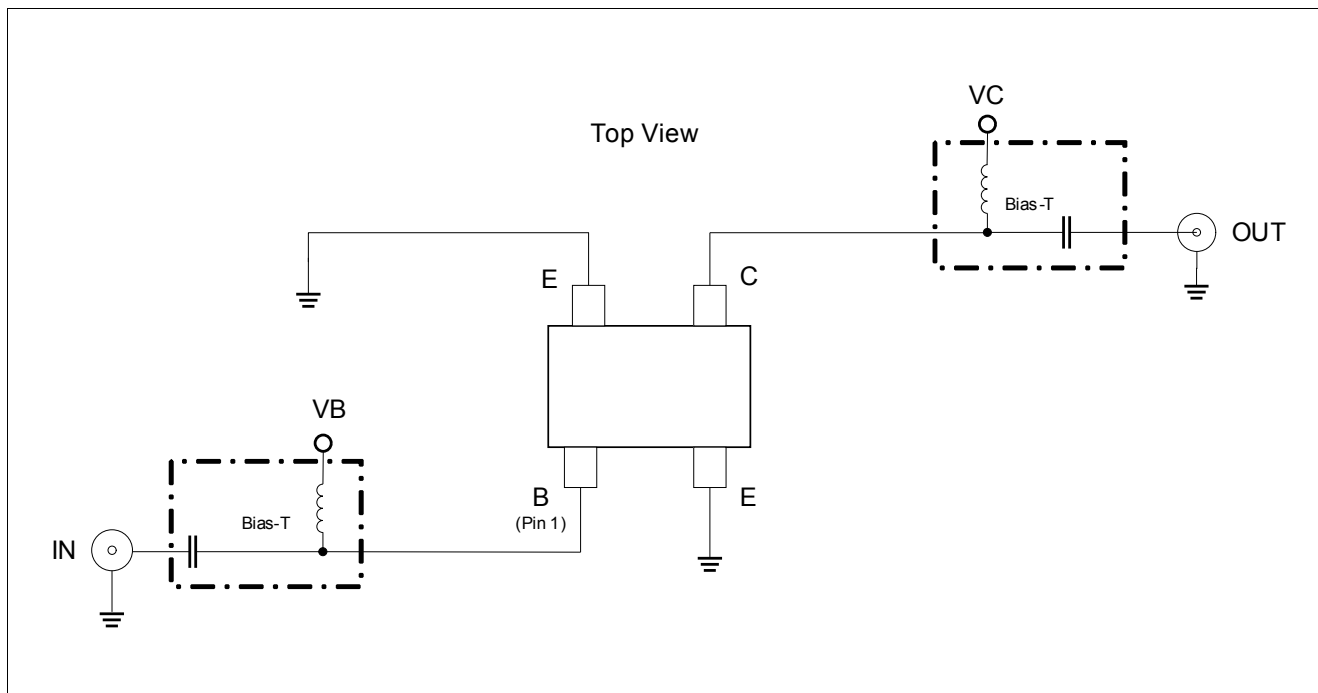 VC
Top View
Bias-T
OUT
E
C
VB
B
(Pin 1)
E
Bias-T
IN